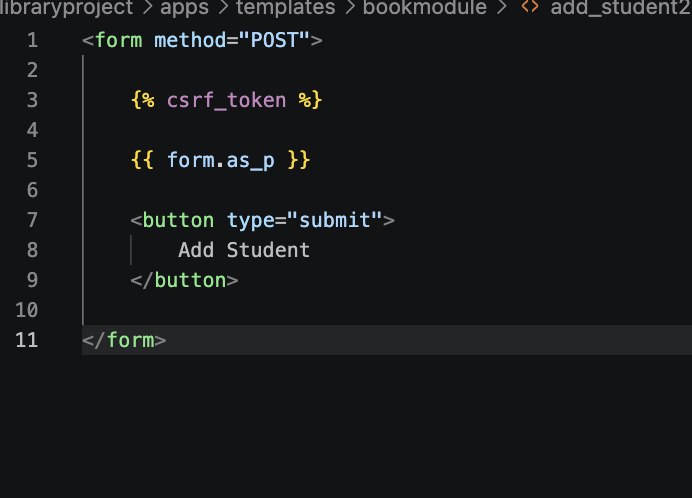 libraryproject > apps > templates > bookmodule > <> add_student2
1 <form method="POST">
2
3 {% csrf_token %}
4
5 {{ form.as_p }}
6
7 <button type="submit">
8 Add Student
9 </button>
10
11 </form>